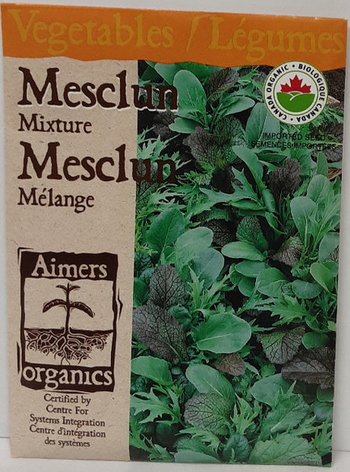 Vegetables / Légumes
Mesclun
Mixture
Mesclun
Mélange
CANADA ORGANIC • BIOLOGIQUE CANADA •
IMPORTED SEEDS
SEMENCES IMPORTÉES
Aimers
organics
Certified by
Centre For
Systems Integration
Centre d'intégration
des systèmes